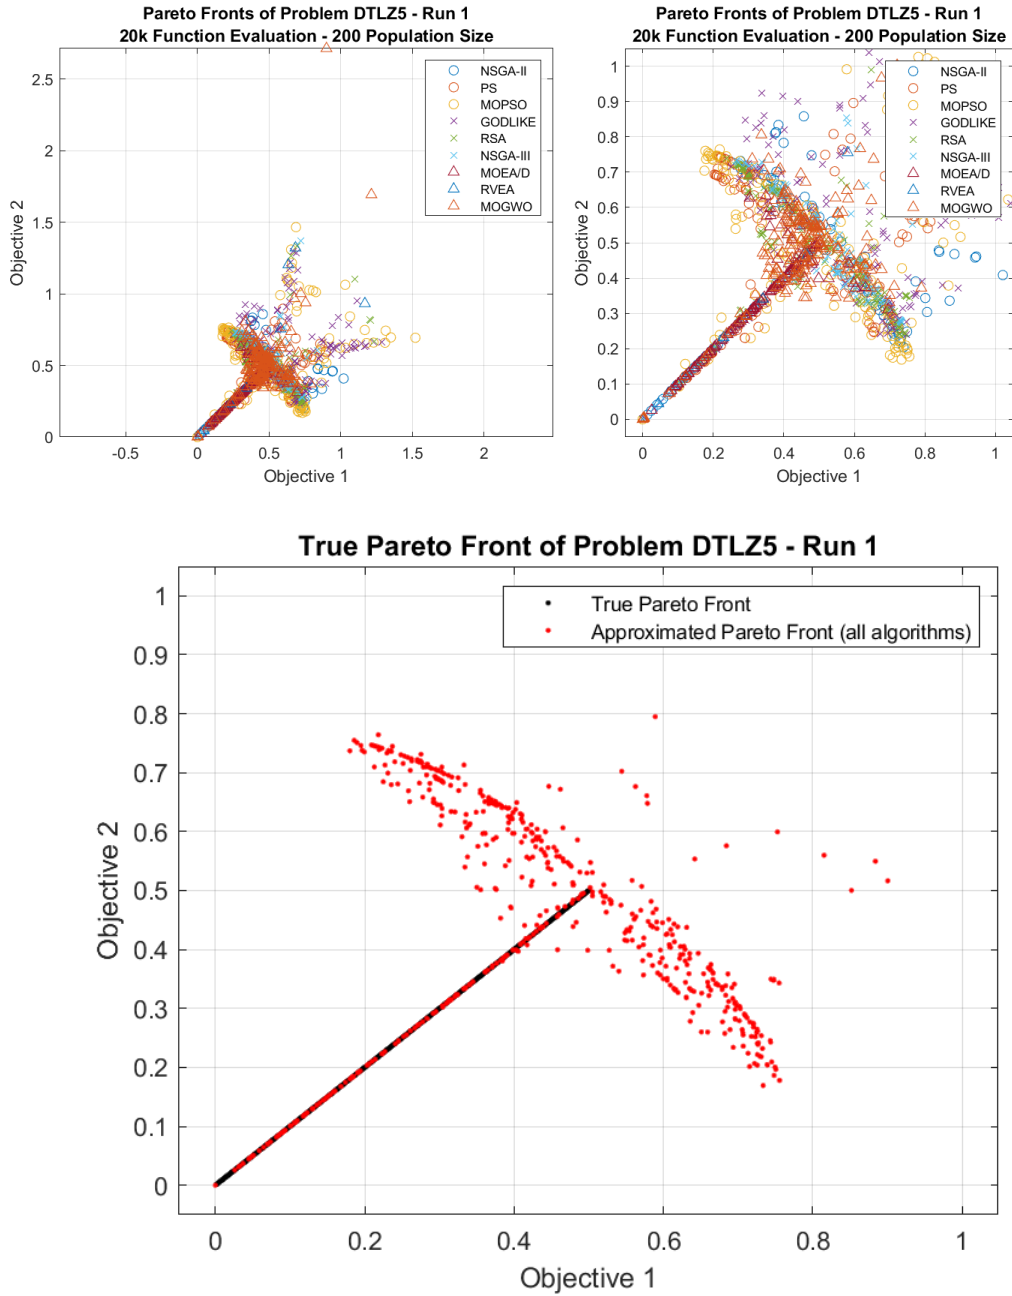 Pareto Fronts of Problem DTLZ5 - Run 1
20k Function Evaluation - 200 Population Size
2.5
2
1.5
1
0.5
0
Objective 2
-0.5
0
0.5
1
1.5
2
Objective 1
NSGA-II
PS
MOPSO
GODLIKE
RSA
NSGA-III
MOEA/D
RVEA
MOGWO
Pareto Fronts of Problem DTLZ5 - Run 1
20k Function Evaluation - 200 Population Size
1
0.9
0.8
0.7
0.6
0.5
0.4
0.3
0.2
0.1
0
Objective 2
0
0.2
0.4
0.6
0.8
1
Objective 1
NSGA-II
PS
MOPSO
GODLIKE
RSA
NSGA-III
MOEA/D
RVEA
MOGWO
True Pareto Front of Problem DTLZ5 - Run 1
True Pareto Front
Approximated Pareto Front (all algorithms)
1
0.9
0.8
0.7
0.6
0.5
0.4
0.3
0.2
0.1
0
Objective 2
0
0.2
0.4
0.6
0.8
1
Objective 1